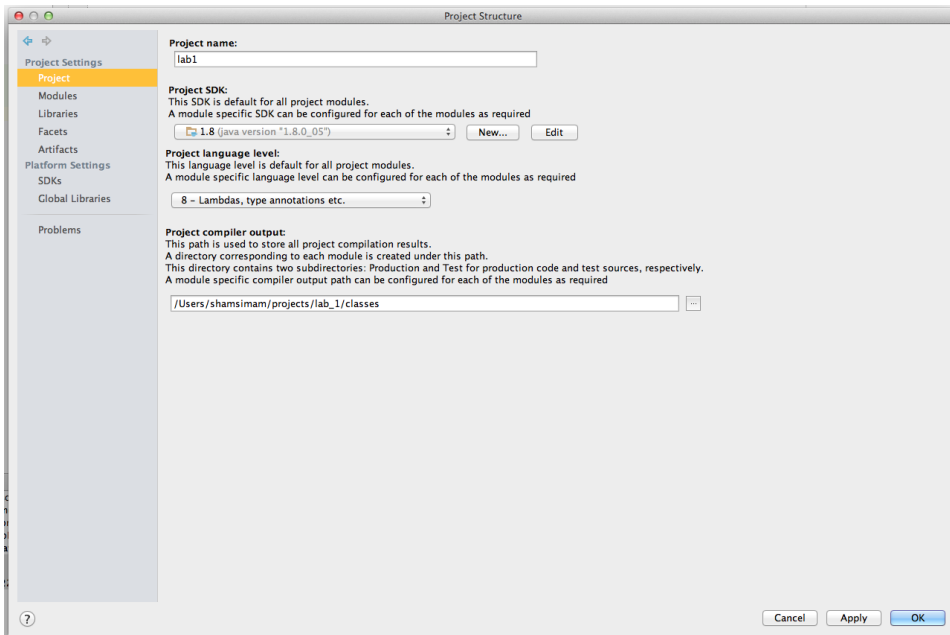 Project Structure
Project Settings
Project
Modules
Libraries
Facets
Artifacts
Platform Settings
SDKs
Global Libraries
Problems
Project name:
lab1
Project SDK:
This SDK is default for all project modules.
A module specific SDK can be configured for each of the modules as required
1.8 (java version "1.8.0_05")
New...
Edit
Project language level:
This language level is default for all project modules.
A module specific language level can be configured for each of the modules as required
8 – Lambdas, type annotations etc.
Project compiler output:
This path is used to store all project compilation results.
A directory corresponding to each module is created under this path.
This directory contains two subdirectories: Production and Test for production code and test sources, respectively.
A module specific compiler output path can be configured for each of the modules as required
/Users/shamsimam/projects/lab_1/classes
...
?
Cancel
Apply
OK